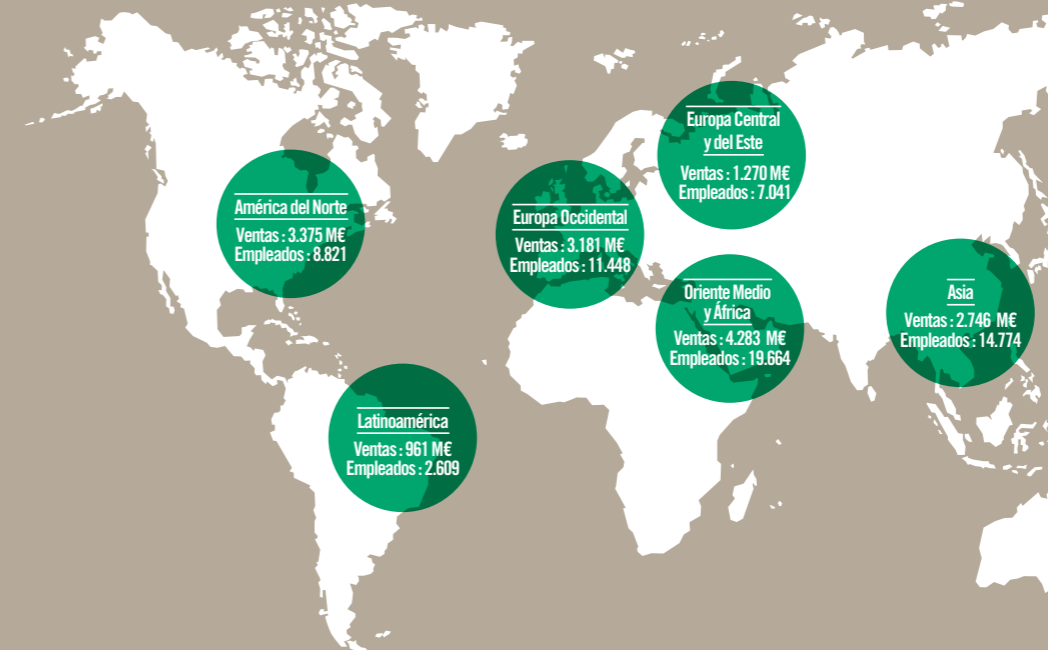 Europa Central
y del Este
Ventas : 1.270 M€
Empleados : 7.041
América del Norte
Ventas : 3.375 M€
Empleados : 8.821
Europa Occidental
Ventas : 3.181 M€
Empleados : 11.448
Oriente Medio
y África
Ventas : 4.283 M€
Empleados : 19.664
Asia
Ventas : 2.746 M€
Empleados : 14.774
Latinoamérica
Ventas : 961 M€
Empleados : 2.609